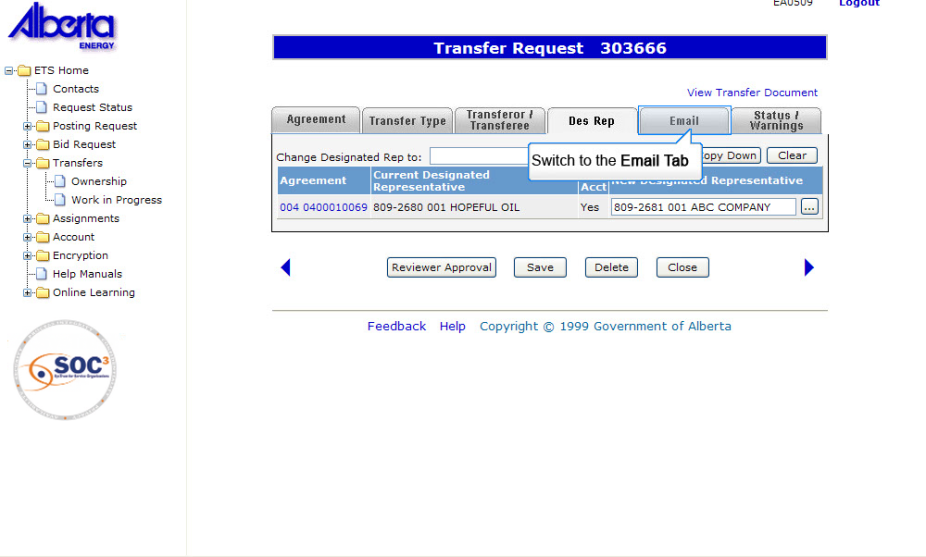 EA0509 Logout
Alberta
ENERGY
Transfer Request 303666
ETS Home
Contacts
Request Status
Posting Request
Bid Request
Transfers
Ownership
Work in Progress
Assignments
Account
Encryption
Help Manuals
Online Learning
SOC3
View Transfer Document
Agreement
Transfer Type
Transferor /
Transferee
Des Rep
Email
Status /
Warnings
Change Designated Rep to:
Down Clear
Switch to the Email Tab
Agreement
Current Designated
Representative
Acct
New Designated Representative
004 0400010069 809-2680 001 HOPEFUL OIL Yes 809-2681 001 ABC COMPANY ...
Reviewer Approval Save Delete Close
Feedback Help Copyright © 1999 Government of Alberta